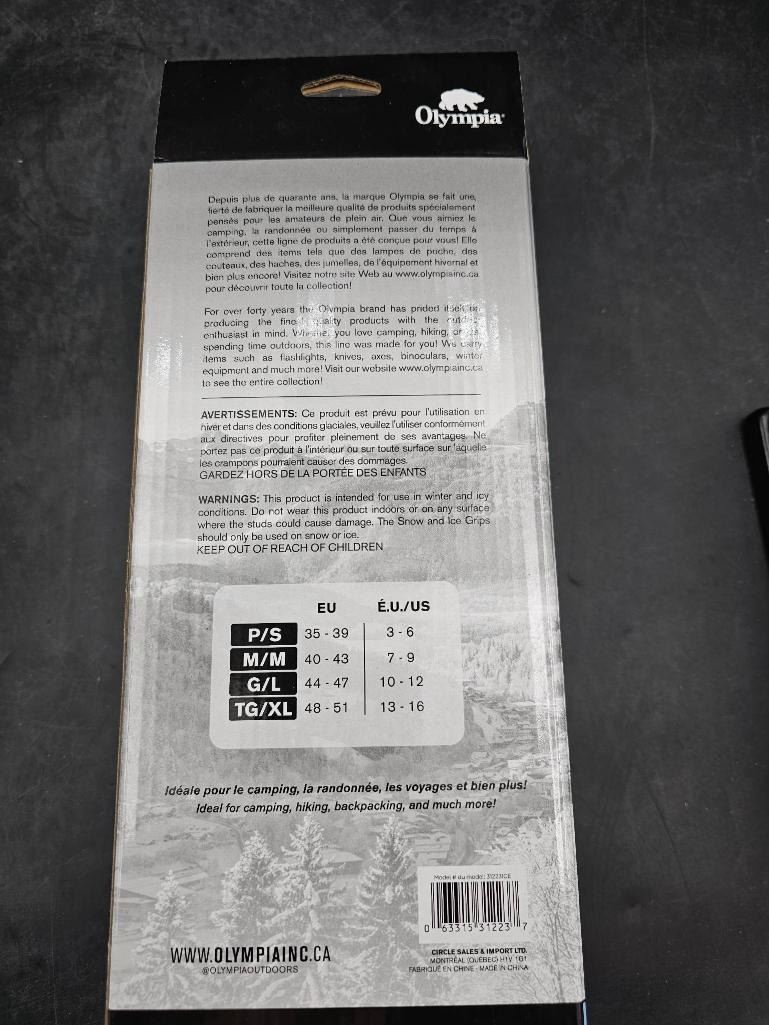 Olympia
Depuis plus de quarante ans, la marque Olympia se fait une
fierté de fabriquer la meilleure qualité de produits spécialement
pensés pour les amateurs de plein air. Que vous aimiez le
camping, la randonnée ou simplement passer du temps à
l'extérieur, cette ligne de produits a été conçue pour vous! Elle
comprend des items tels que des lampes de poche, des
couteaux, des haches, des jumelles, de l'équipement hivernal et
bien plus encore! Visitez notre site Web au www.olympiainc.ca
pour découvrir toute la collection!
For over forty years the Olympia brand has prided itself on
producing the finest quality products with the outdoor
enthusiast in mind. Whether you love camping, hiking, or
spending time outdoors, this line was made for you! We carry
items such as flashlights, knives, axes, binoculars, winter
equipment and much more! Visit our website www.olympiainc.ca
to see the entire collection!
AVERTISSEMENTS: Ce produit est prévu pour l'utilisation en
hiver et dans des conditions glaciales, veuillez l'utiliser conformément
aux directives pour profiter pleinement de ses avantages. Ne
portez pas ce produit à l'intérieur ou sur toute surface sur laquelle
les crampons pourraient causer des dommages.
GARDEZ HORS DE LA PORTÉE DES ENFANTS
WARNINGS: This product is intended for use in winter and icy
conditions. Do not wear this product indoors or on any surface
where the studs could cause damage. The Snow and Ice Grips
should only be used on snow or ice.
KEEP OUT OF REACH OF CHILDREN
EU É.U./US
P/S 35 - 39 3 - 6
M/M 40 - 43 7 - 9
G/L 44 - 47 10 - 12
TG/XL 48 - 51 13 - 16
Idéale pour le camping, la randonnée, les voyages et bien plus!
Ideal for camping, hiking, backpacking, and much more!
Model # du model: 31223ICE
0 63315 31223 7
WWW.OLYMPIAINC.CA
@OLYMPIAOUTDOORS
CIRCLE SALES & IMPORT LTD.
MONTRÉAL (QUÉBEC) H1V 1G1
FABRIQUÉ EN CHINE · MADE IN CHINA